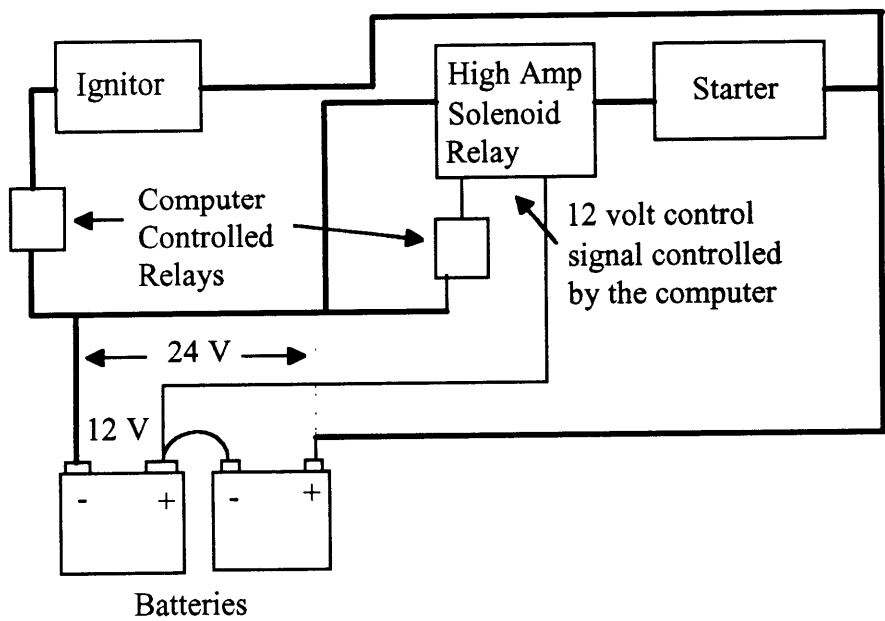 Ignitor
High Amp
Solenoid
Relay
Starter
Computer
Controlled
Relays
12 volt control
signal controlled
by the computer
24 V
12 V
- + - +
Batteries